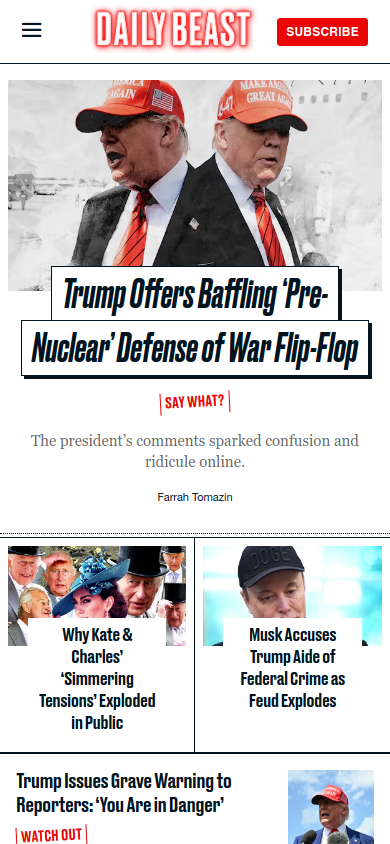 DAILY BEAST
SUBSCRIBE
AMERICA
AGAIN
45-47
MAKE AMERICA
GREAT AGAIN
Trump Offers Baffling ‘Pre-
Nuclear’ Defense of War Flip-Flop
SAY WHAT?
The president’s comments sparked confusion and
ridicule online.
Farrah Tomazin
DOGE
Why Kate &
Charles’
‘Simmering
Tensions’ Exploded
in Public
Musk Accuses
Trump Aide of
Federal Crime as
Feud Explodes
Trump Issues Grave Warning to
Reporters: ‘You Are in Danger’
WATCH OUT